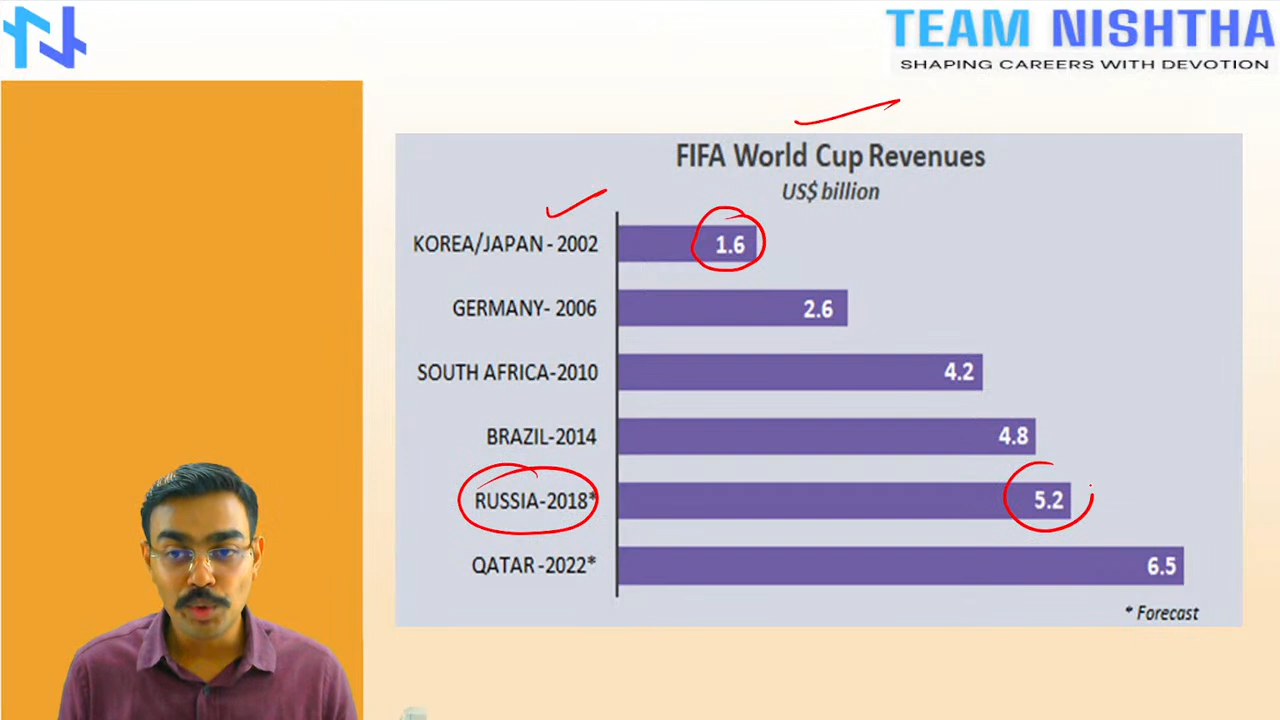 TEAM NISHTHA
SHAPING CAREERS WITH DEVOTION
FIFA World Cup Revenues
US$ billion
KOREA/JAPAN - 2002 1.6
GERMANY- 2006 2.6
SOUTH AFRICA-2010 4.2
BRAZIL-2014 4.8
RUSSIA-2018* 5.2
QATAR -2022* 6.5
* Forecast